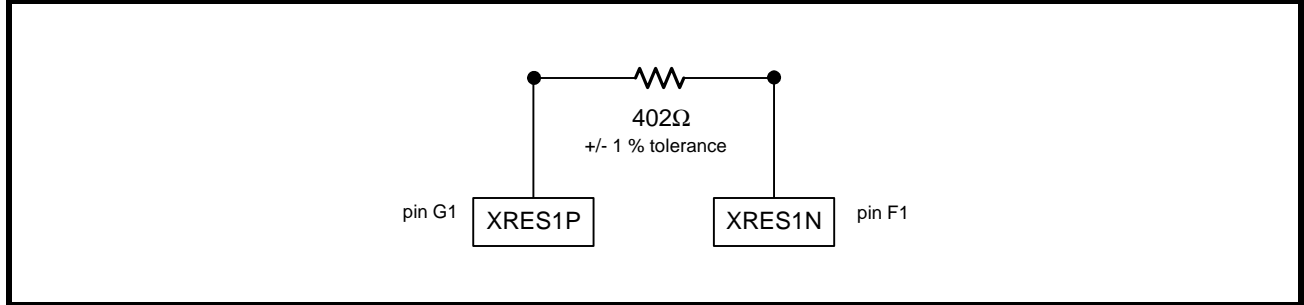 402Ω
+/- 1 % tolerance
pin G1
XRES1P
XRES1N
pin F1